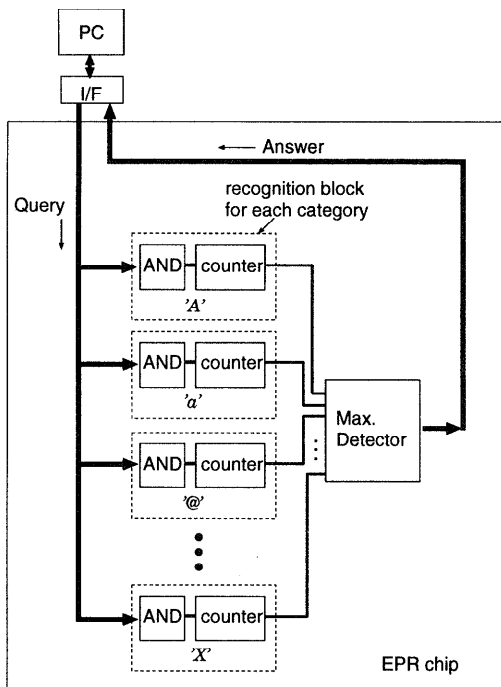 PC
I/F
Answer
recognition block
for each category
Query
AND
counter
'A'
AND
counter
'a'
Max.
Detector
AND
counter
'@'
AND
counter
'X'
EPR chip